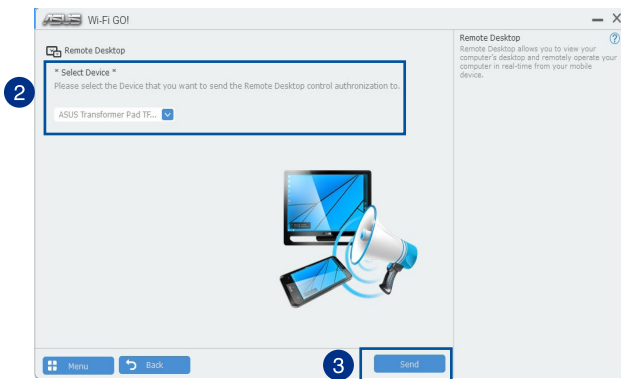 ASUS Wi-Fi GO!
Remote Desktop
2
* Select Device *
Please select the Device that you want to send the Remote Desktop control authronization to.
ASUS Transformer Pad TF...
Menu
Back
3
Send
Remote Desktop
Remote Desktop allows you to view your
computer's desktop and remotely operate your
computer in real-time from your mobile
device.
?